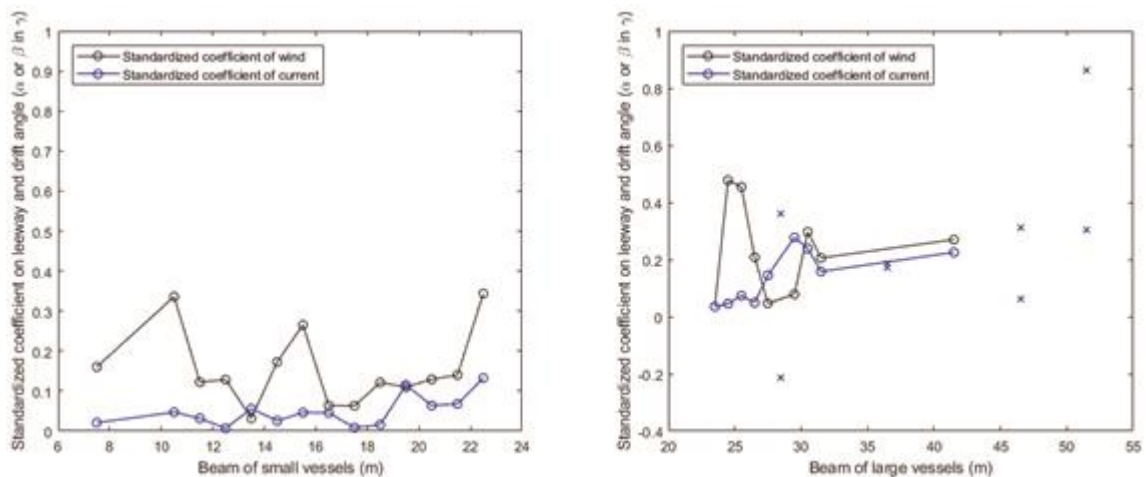 Standardized coefficient on leeway and drift angle (α or β in γ)
1
0.9
0.8
0.7
0.6
0.5
0.4
0.3
0.2
0.1
0
Standardized coefficient of wind
Standardized coefficient of current
6 8 10 12 14 16 18 20 22 24
Beam of small vessels (m)
Standardized coefficient on leeway and drift angle (α or β in γ)
1
0.8
0.6
0.4
0.2
0
-0.2
-0.4
Standardized coefficient of wind
Standardized coefficient of current
20 25 30 35 40 45 50 55
Beam of large vessels (m)